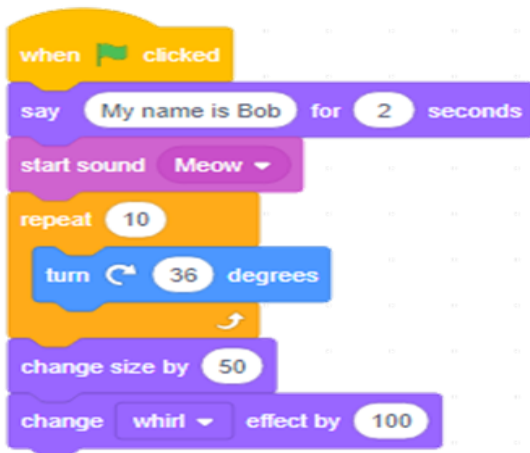 when clicked
say My name is Bob for 2 seconds
start sound Meow
repeat 10
turn 36 degrees
change size by 50
change whirl effect by 100